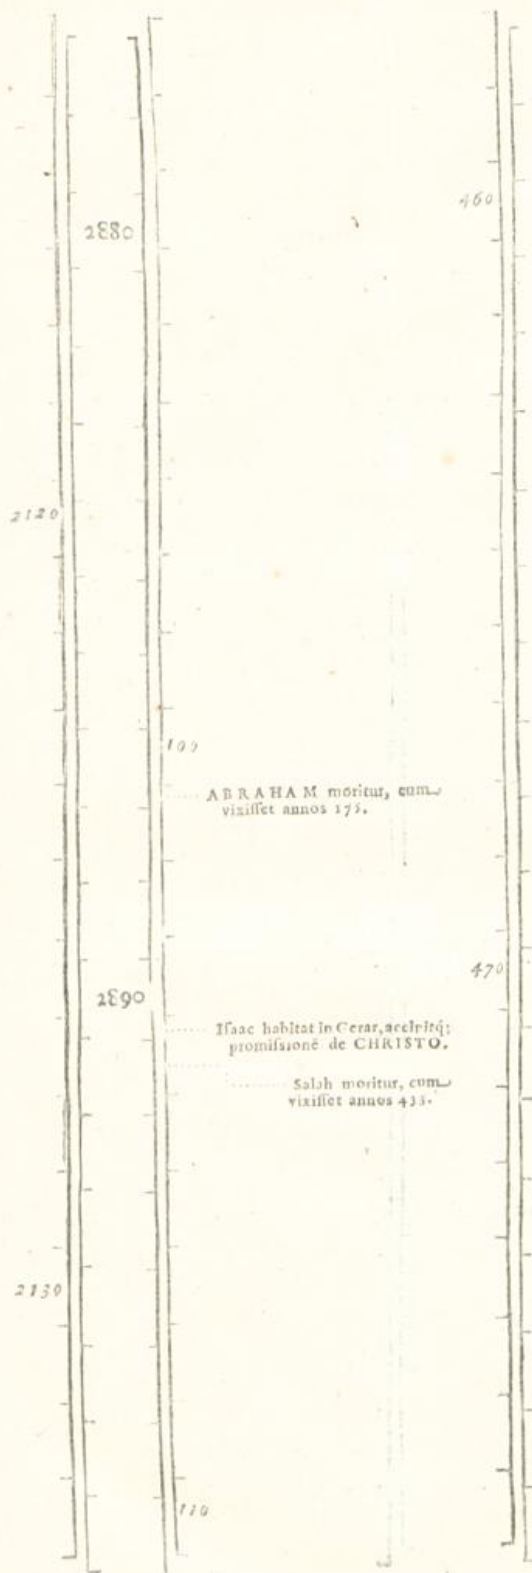 460
2880
2120
100
ABRAHAM moritur, cum
vixisset annos 175.
470
2890
Isaac habitat in Gerar, accipitq;
promissionē de CHRISTO.
Salah moritur, cum
vixisset annos 433.
2130
110